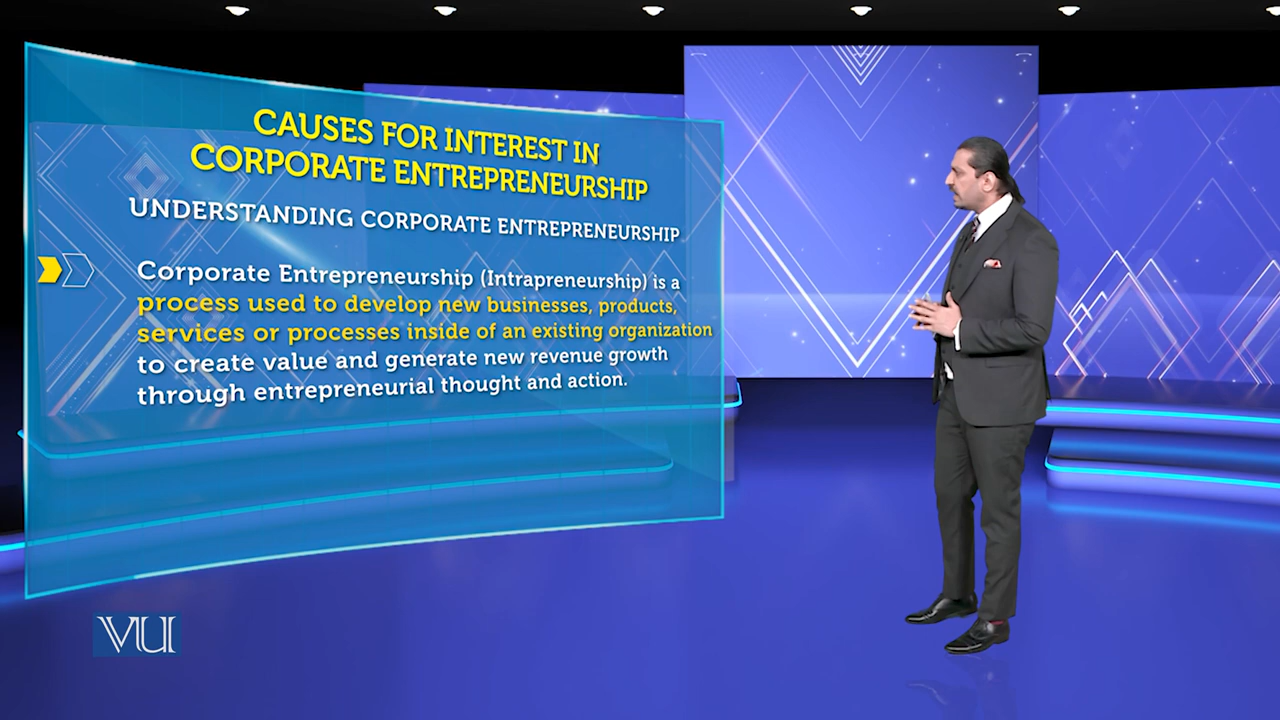 CAUSES FOR INTEREST IN
CORPORATE ENTREPRENEURSHIP
UNDERSTANDING CORPORATE ENTREPRENEURSHIP
Corporate Entrepreneurship (Intrapreneurship) is a
process used to develop new businesses, products,
services or processes inside of an existing organization
to create value and generate new revenue growth
through entrepreneurial thought and action.
VU